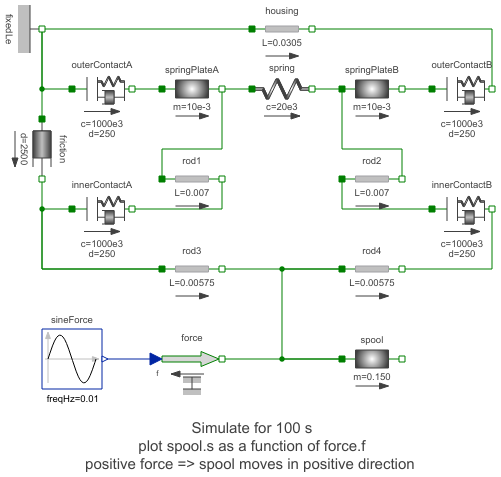 housing
fixedLe
L=0.0305
outerContactA
springPlateA
spring
springPlateB
outerContactB
c=1000e3
d=250
m=10e-3
c=20e3
m=10e-3
c=1000e3
d=250
friction
d=2500
innerContactA
rod1
rod2
innerContactB
L=0.007
L=0.007
c=1000e3
d=250
c=1000e3
d=250
rod3
rod4
L=0.00575
L=0.00575
sineForce
force
spool
f
freqHz=0.01
m=0.150
Simulate for 100 s
plot spool.s as a function of force.f
positive force => spool moves in positive direction